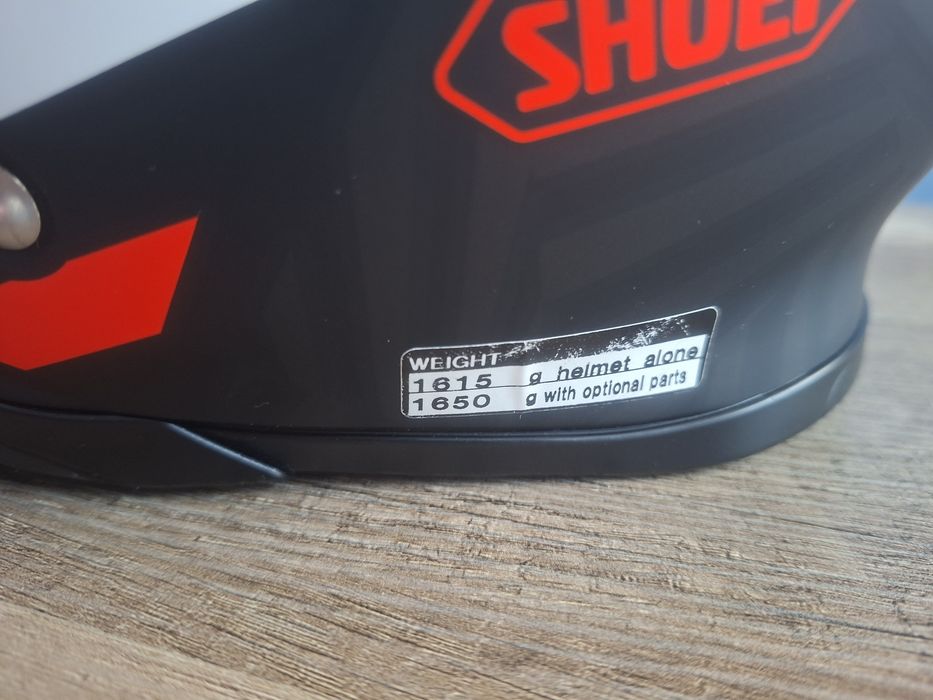 SHOEI
WEIGHT
1615 g helmet alone
1650 g with optional parts